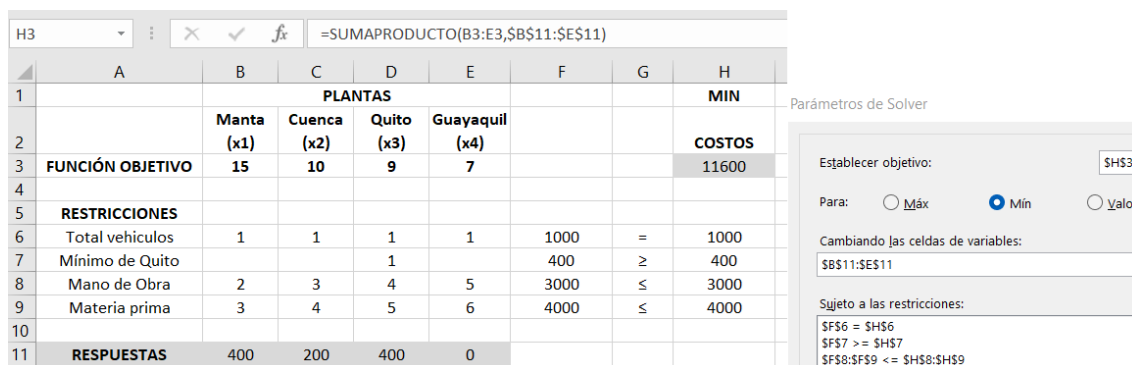 H3 fx =SUMAPRODUCTO(B3:E3,$B$11:$E$11)
A B C D E F G H
1 PLANTAS MIN
Manta Cuenca Quito Guayaquil
2 (x1) (x2) (x3) (x4) COSTOS
3 FUNCIÓN OBJETIVO 15 10 9 7 11600
4
5 RESTRICCIONES
6 Total vehiculos 1 1 1 1 1000 = 1000
7 Mínimo de Quito 1 400 ≥ 400
8 Mano de Obra 2 3 4 5 3000 ≤ 3000
9 Materia prima 3 4 5 6 4000 ≤ 4000
10
11 RESPUESTAS 400 200 400 0
Parámetros de Solver
Establecer objetivo: $H$3
Para: Máx Mín Valo
Cambiando las celdas de variables:
$B$11:$E$11
Sujeto a las restricciones:
$F$6 = $H$6
$F$7 >= $H$7
$F$8:$F$9 <= $H$8:$H$9